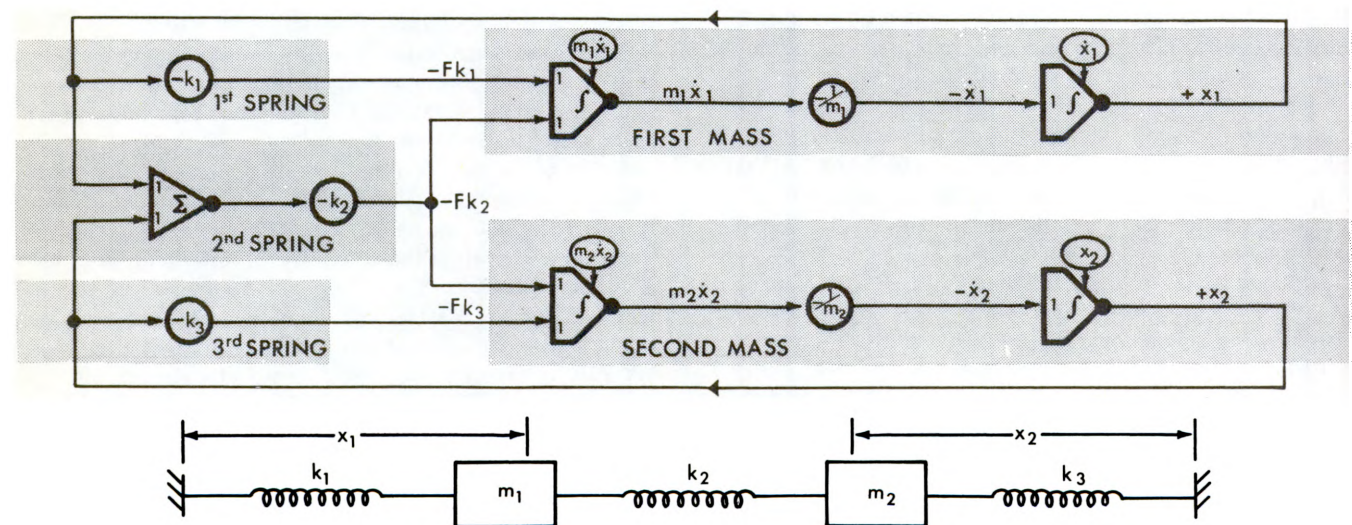 m₁ẋ₁
ẋ₁
-k₁
1st SPRING
-Fk₁
1
1
∫
m₁ẋ₁
-1/m₁
-ẋ₁
1
∫
+ x₁
FIRST MASS
1
1
Σ
-k₂
-Fk₂
2nd SPRING
m₂ẋ₂
x₂
-k₃
3rd SPRING
-Fk₃
1
1
∫
m₂ẋ₂
-1/m₂
-ẋ₂
1
∫
+x₂
SECOND MASS
x₁
x₂
k₁
m₁
k₂
m₂
k₃